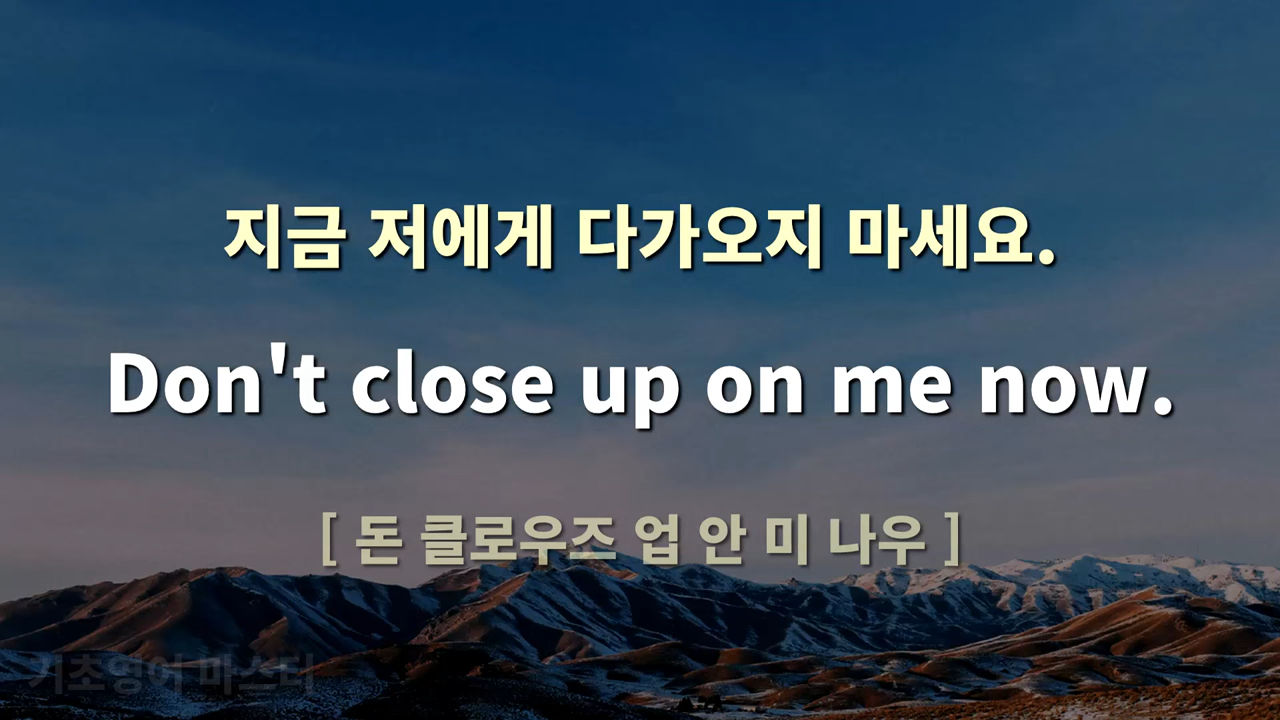 지금 저에게 다가오지 마세요.
Don't close up on me now.
[ 돈 클로우즈 업 안 미 나우 ]
기초영어 마스터